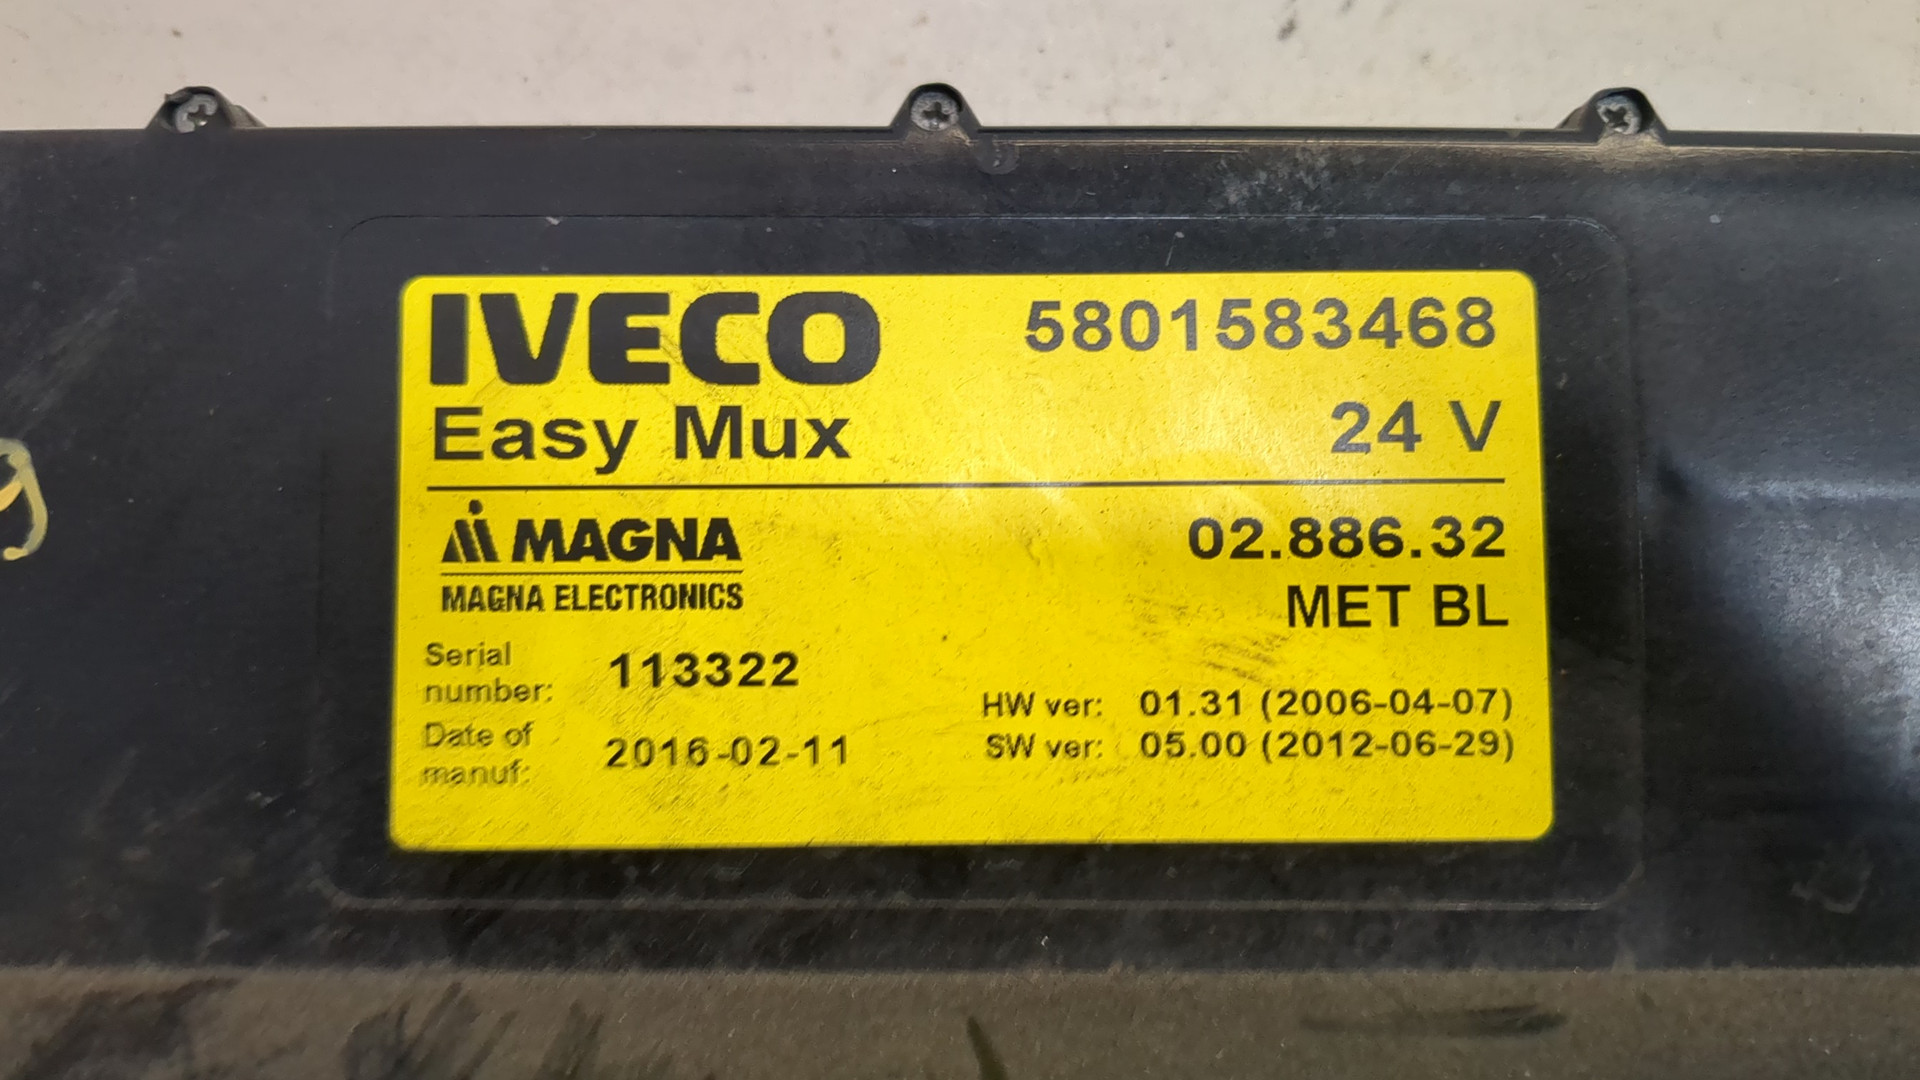 IVECO 5801583468
Easy Mux 24 V
MAGNA 02.886.32
MAGNA ELECTRONICS MET BL
Serial number: 113322
HW ver: 01.31 (2006-04-07)
Date of manuf: 2016-02-11
SW ver: 05.00 (2012-06-29)